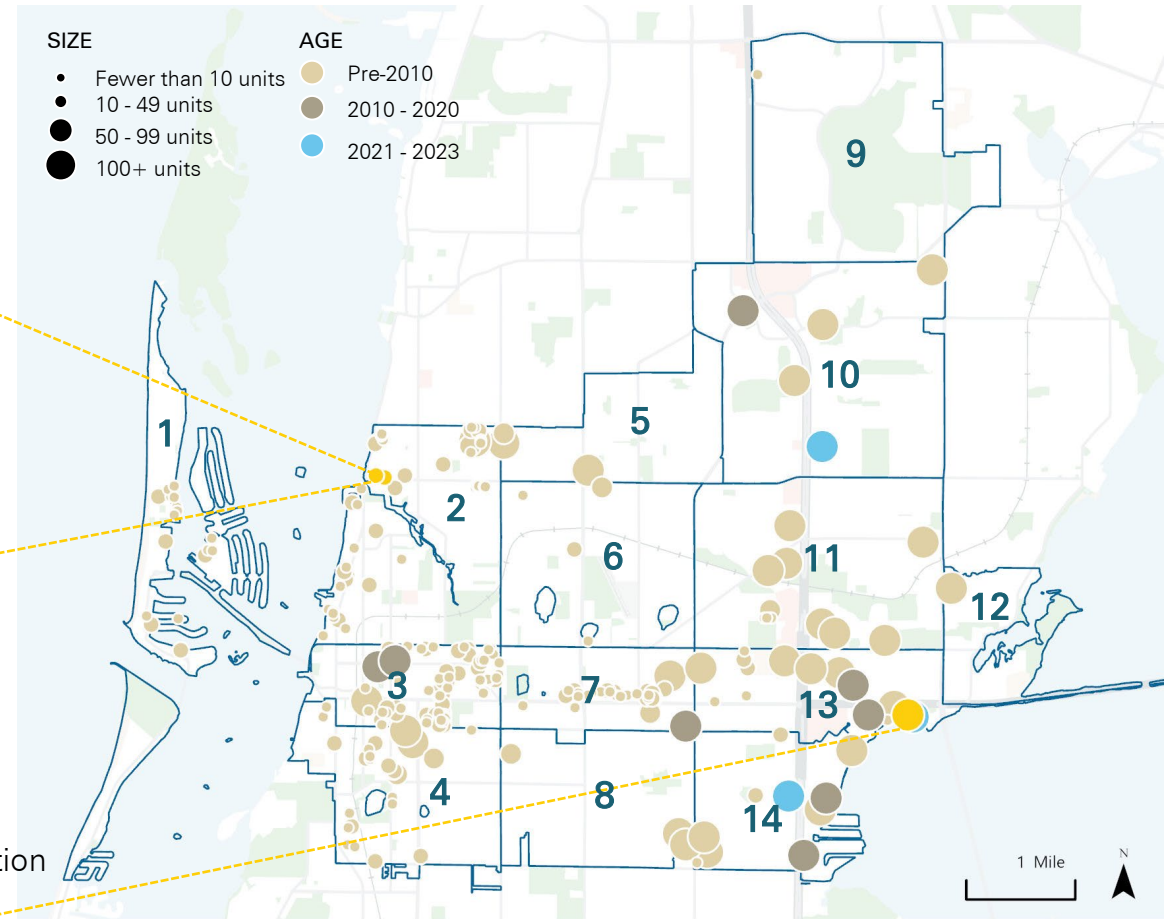 SIZE
Fewer than 10 units
10 - 49 units
50 - 99 units
100+ units
AGE
Pre-2010
2010 - 2020
2021 - 2023
9
10
5
1
2
6
11
12
3
7
13
4
8
14
tion
1 Mile
N